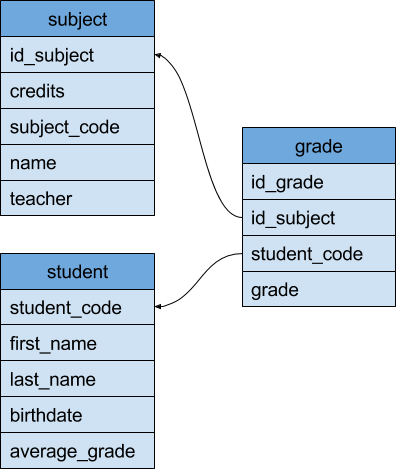 subject
id_subject
credits
subject_code
name
teacher
grade
id_grade
id_subject
student_code
grade
student
student_code
first_name
last_name
birthdate
average_grade